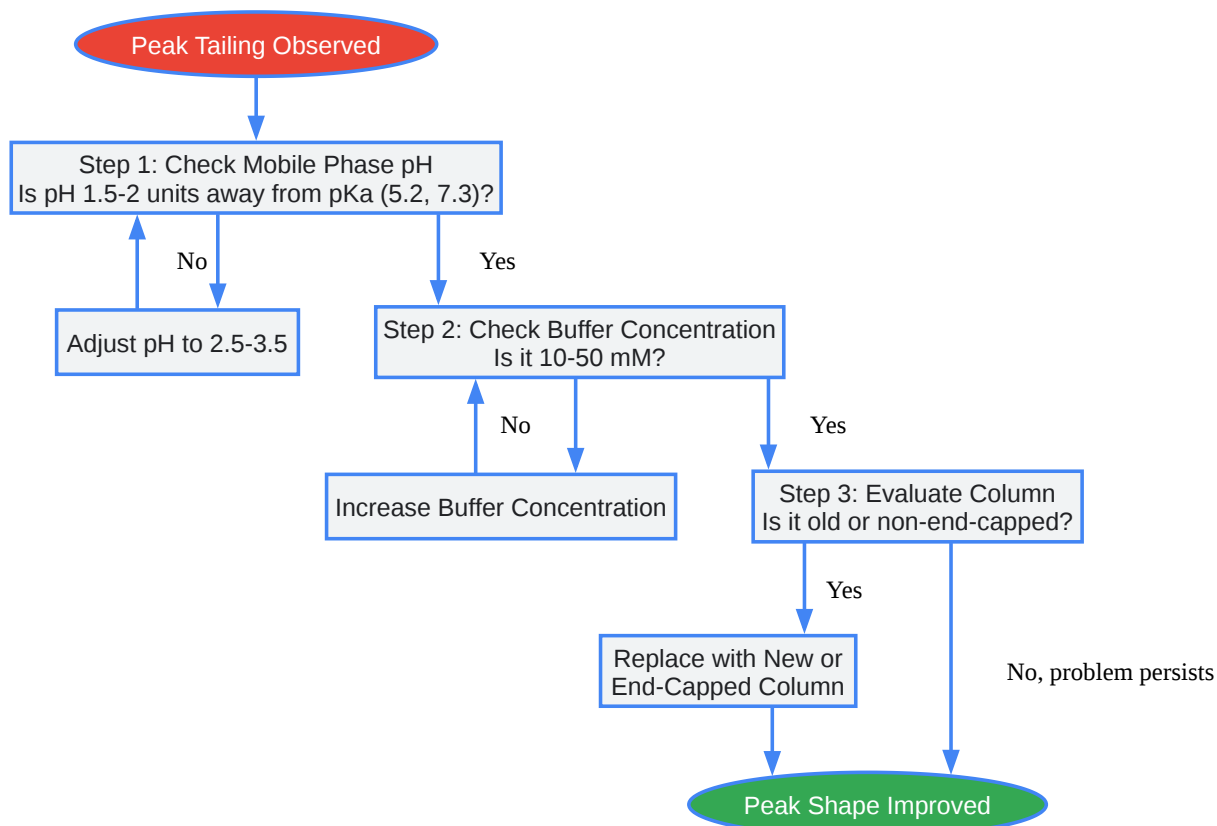 Peak Tailing Observed
Step 1: Check Mobile Phase pH
Is pH 1.5-2 units away from pKa (5.2, 7.3)?
No
Yes
Adjust pH to 2.5-3.5
Step 2: Check Buffer Concentration
Is it 10-50 mM?
No
Yes
Increase Buffer Concentration
Step 3: Evaluate Column
Is it old or non-end-capped?
Yes
Replace with New or
End-Capped Column
No, problem persists
Peak Shape Improved